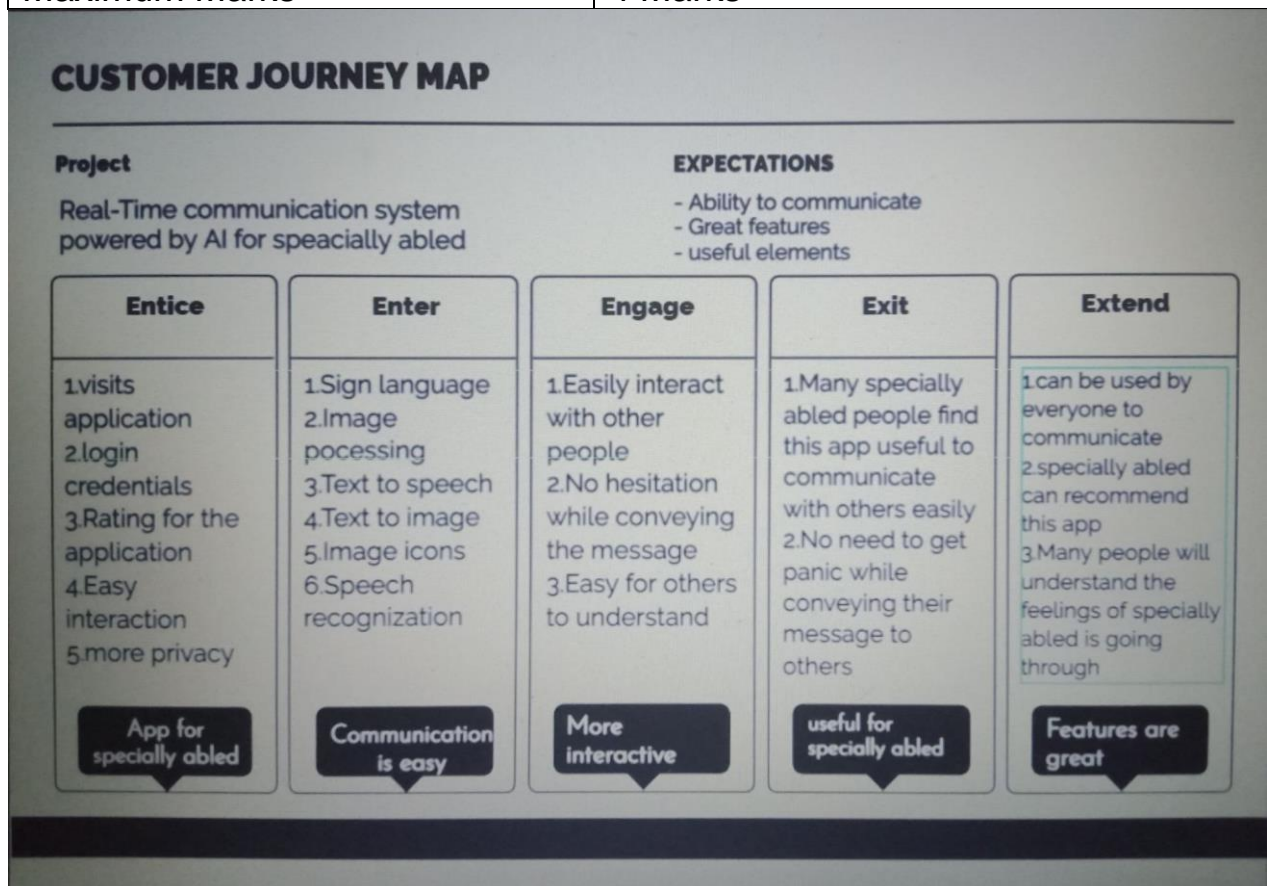 CUSTOMER JOURNEY MAP
Project
Real-Time communication system
powered by AI for speacially abled
EXPECTATIONS
- Ability to communicate
- Great features
- useful elements
Entice
1.visits
application
2.login
credentials
3.Rating for the
application
4.Easy
interaction
5.more privacy
App for
specially abled
Enter
1.Sign language
2.Image
pocessing
3.Text to speech
4.Text to image
5.Image icons
6.Speech
recognization
Communication
is easy
Engage
1.Easily interact
with other
people
2.No hesitation
while conveying
the message
3.Easy for others
to understand
More
interactive
Exit
1.Many specially
abled people find
this app useful to
communicate
with others easily
2.No need to get
panic while
conveying their
message to
others
useful for
specially abled
Extend
1.can be used by
everyone to
communicate
2.specially abled
can recommend
this app
3.Many people will
understand the
feelings of specially
abled is going
through
Features are
great